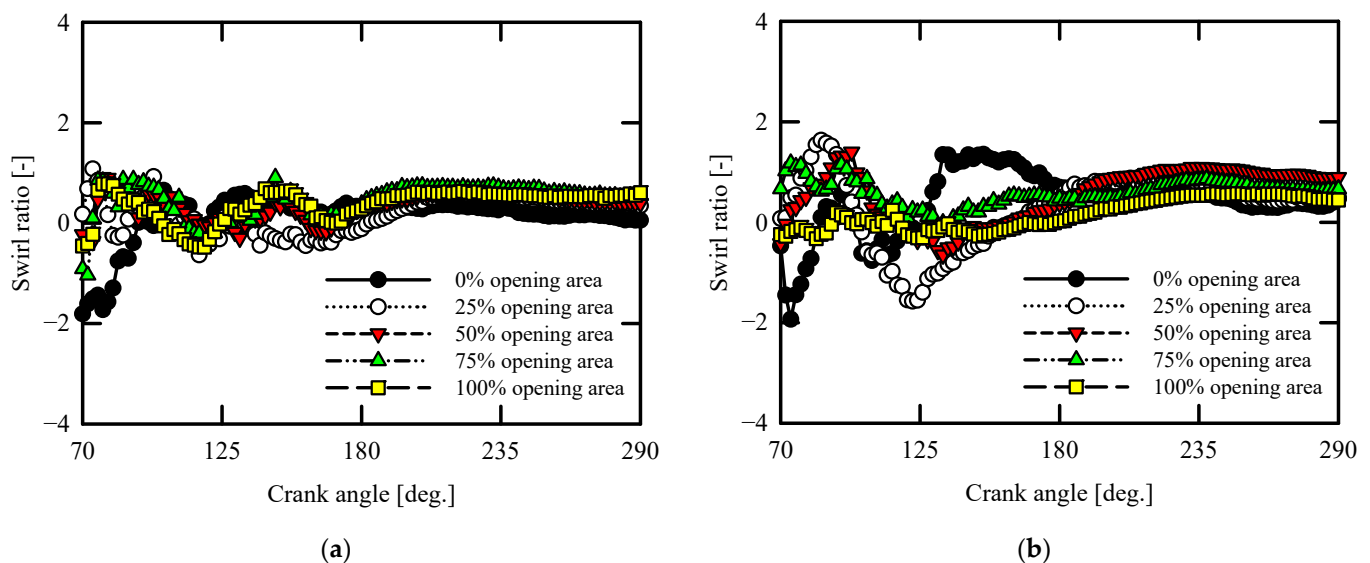 4
2
0
−2
−4
Swirl ratio [-]
70
125
180
235
290
Crank angle [deg.]
0% opening area
25% opening area
50% opening area
75% opening area
100% opening area
(a)
4
2
0
−2
−4
Swirl ratio [-]
70
125
180
235
290
Crank angle [deg.]
0% opening area
25% opening area
50% opening area
75% opening area
100% opening area
(b)